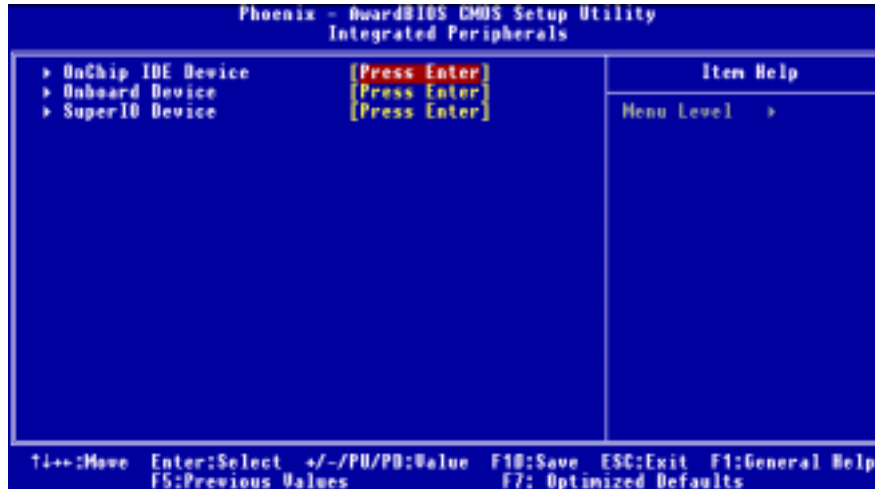 Phoenix - AwardBIOS CMOS Setup Utility
Integrated Peripherals
▸ OnChip IDE Device [Press Enter]
▸ Onboard Device [Press Enter]
▸ SuperIO Device [Press Enter]
Item Help
Menu Level ▸
↑↓→←:Move Enter:Select +/-/PU/PD:Value F10:Save ESC:Exit F1:General Help
F5:Previous Values F7: Optimized Defaults